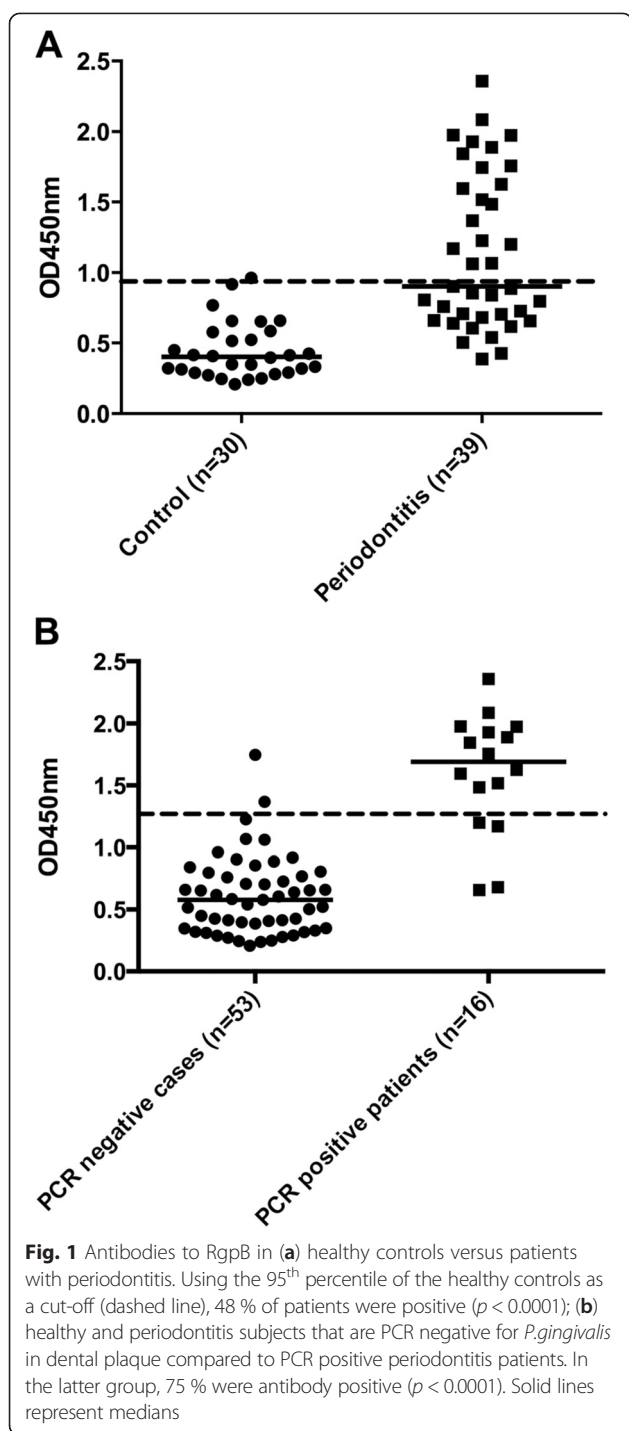 A
2.5
2.0
1.5
1.0
0.5
0.0
OD450nm
Control (n=30)
Periodontitis (n=39)
B
2.5
2.0
1.5
1.0
0.5
0.0
OD450nm
PCR negative cases (n=53)
PCR positive patients (n=16)
Fig. 1 Antibodies to RgpB in (a) healthy controls versus patients
with periodontitis. Using the 95th percentile of the healthy controls as
a cut-off (dashed line), 48 % of patients were positive (p < 0.0001); (b)
healthy and periodontitis subjects that are PCR negative for P.gingivalis
in dental plaque compared to PCR positive periodontitis patients. In
the latter group, 75 % were antibody positive (p < 0.0001). Solid lines
represent medians